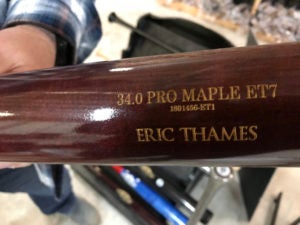 34.0 PRO MAPLE ET7
1801456-ET1
ERIC THAMES